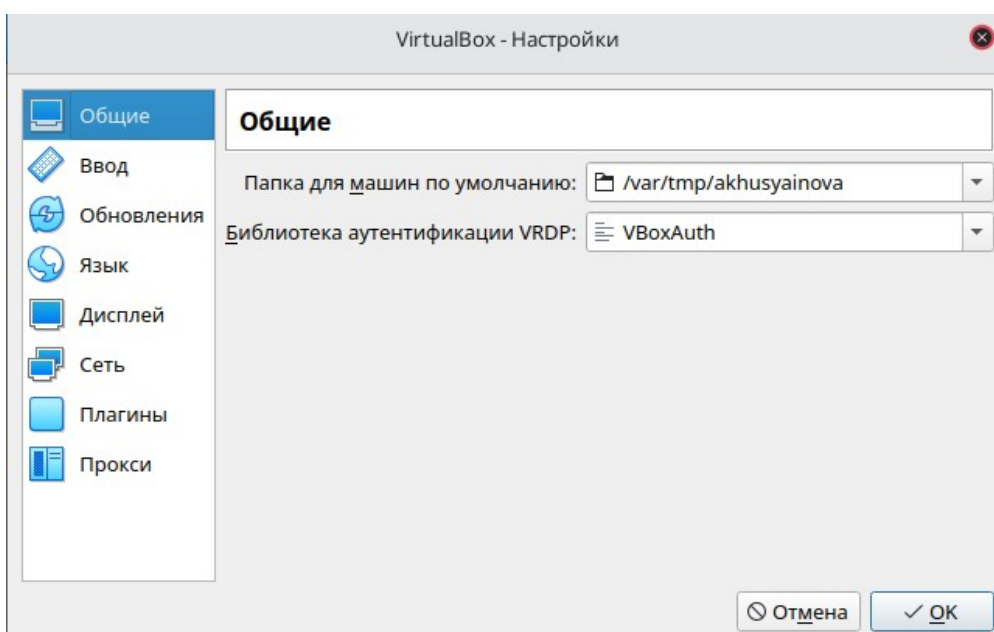 VirtualBox - Настройки
Общие
Ввод
Обновления
Язык
Дисплей
Сеть
Плагины
Прокси
Общие
Папка для машин по умолчанию: /var/tmp/akhusyainova
Библиотека аутентификации VRDP: VBoxAuth
Отмена OK